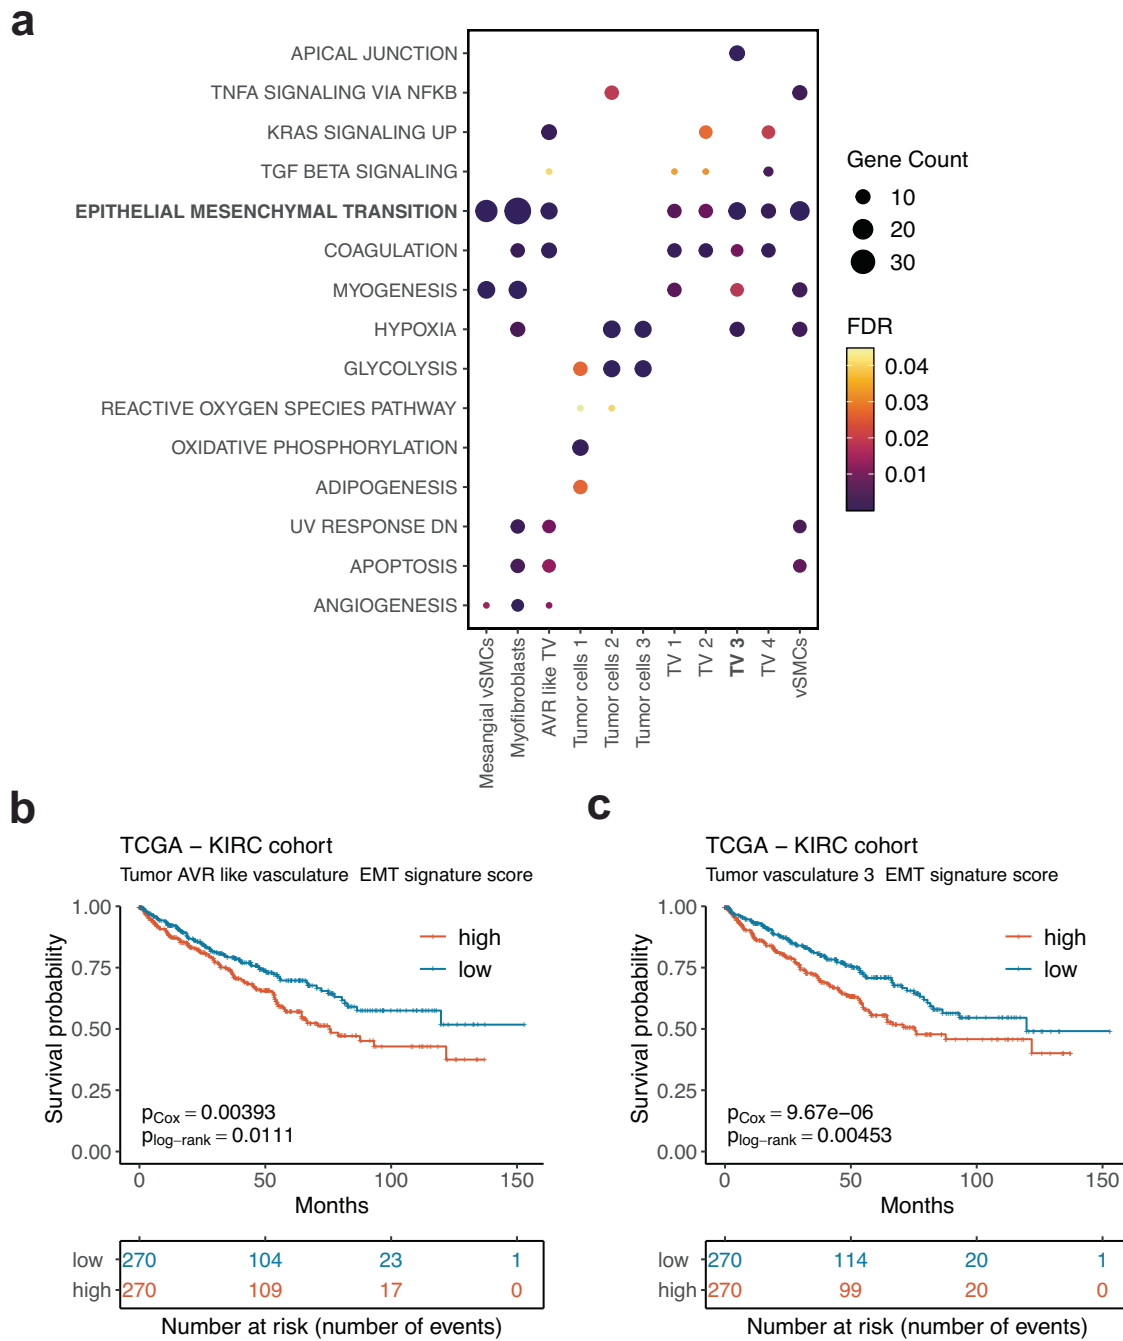 a
APICAL JUNCTION
TNFA SIGNALING VIA NFKB
KRAS SIGNALING UP
TGF BETA SIGNALING
EPITHELIAL MESENCHYMAL TRANSITION
COAGULATION
MYOGENESIS
HYPOXIA
GLYCOLYSIS
REACTIVE OXYGEN SPECIES PATHWAY
OXIDATIVE PHOSPHORYLATION
ADIPOGENESIS
UV RESPONSE DN
APOPTOSIS
ANGIOGENESIS
Mesangial vSMCs
Myofibroblasts
AVR like TV
Tumor cells 1
Tumor cells 2
Tumor cells 3
TV 1
TV 2
TV 3
TV 4
vSMCs
Gene Count
10
20
30
FDR
0.04
0.03
0.02
0.01
b
TCGA – KIRC cohort
Tumor AVR like vasculature EMT signature score
Survival probability
1.00
0.75
0.50
0.25
0.00
high
low
pCox = 0.00393
plog−rank = 0.0111
0 50 100 150
Months
low 270 104 23 1
high 270 109 17 0
Number at risk (number of events)
c
TCGA – KIRC cohort
Tumor vasculature 3 EMT signature score
Survival probability
1.00
0.75
0.50
0.25
0.00
high
low
pCox = 9.67e−06
plog−rank = 0.00453
0 50 100 150
Months
low 270 114 20 1
high 270 99 20 0
Number at risk (number of events)